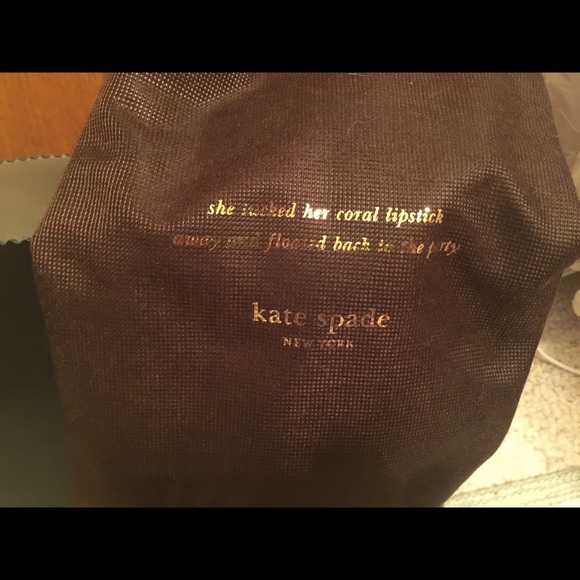 she tucked her coral lipstick
away and floated back to the party
kate spade
NEW YORK